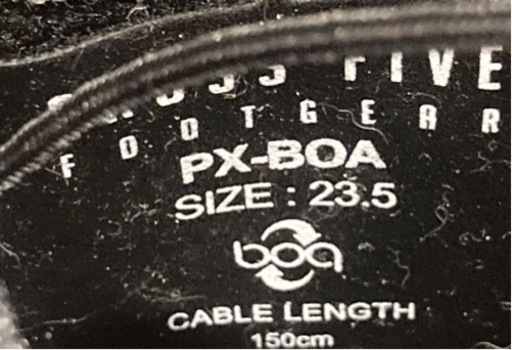 FIVE
FOOTGEAR
PX-BOA
SIZE : 23.5
boa
CABLE LENGTH
150cm